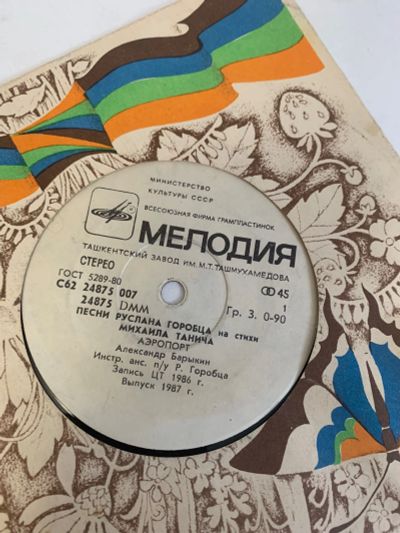 МИНИСТЕРСТВО
КУЛЬТУРЫ СССР
ВСЕСОЮЗНАЯ ФИРМА ГРАМПЛАСТИНОК
МЕЛОДИЯ
ТАШКЕНТСКИЙ ЗАВОД ИМ. М.Т.ТАШМУХАМЕДОВА
СТЕРЕО
45
ГОСТ 5289-80
1
С62 24875 007
Гр. 3. 0-90
24875 DMM
ПЕСНИ РУСЛАНА ГОРОБЦА на стихи
МИХАИЛА ТАНИЧА
АЭРОПОРТ
Александр Барыкин
Инстр. анс. п/у Р. Горобца
Запись ЦТ 1986 г.
Выпуск 1987 г.